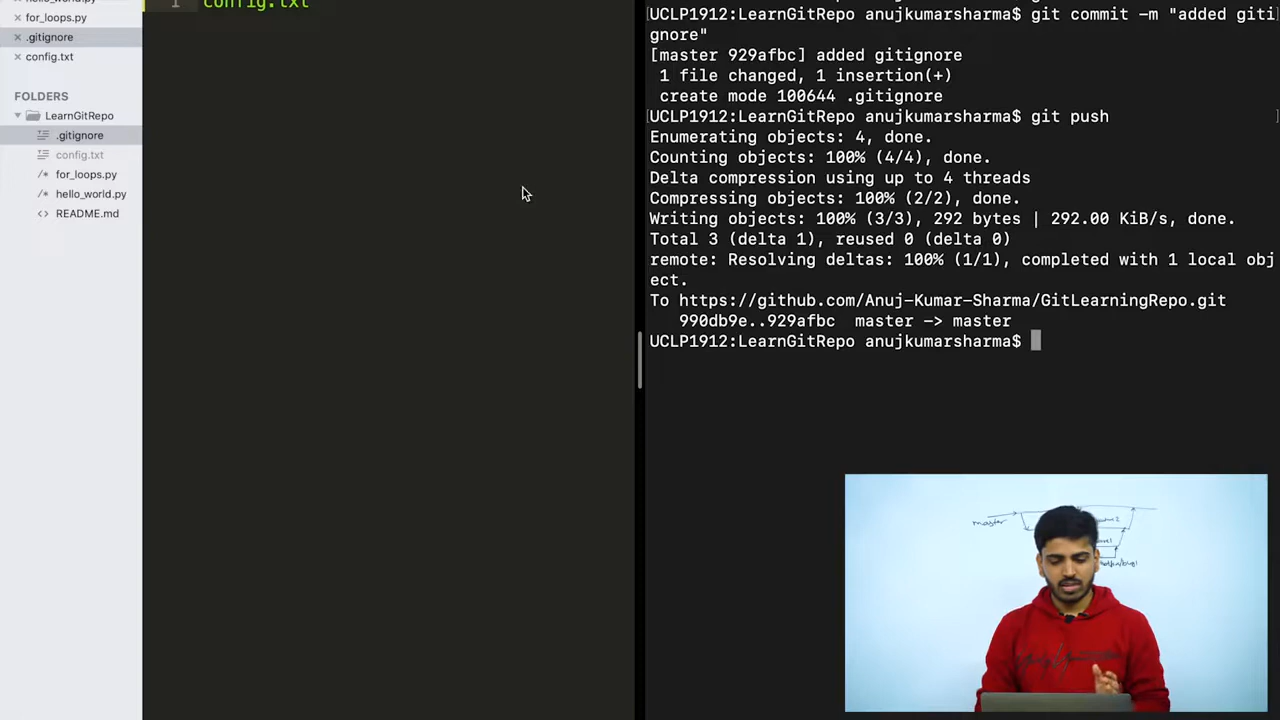 hello_world.py
for_loops.py
.gitignore
config.txt
FOLDERS
LearnGitRepo
.gitignore
config.txt
for_loops.py
hello_world.py
README.md
1 config.txt
UCLP1912:LearnGitRepo anujkumarsharma$ git commit -m "added giti
gnore"
[master 929afbc] added gitignore
1 file changed, 1 insertion(+)
create mode 100644 .gitignore
UCLP1912:LearnGitRepo anujkumarsharma$ git push
Enumerating objects: 4, done.
Counting objects: 100% (4/4), done.
Delta compression using up to 4 threads
Compressing objects: 100% (2/2), done.
Writing objects: 100% (3/3), 292 bytes | 292.00 KiB/s, done.
Total 3 (delta 1), reused 0 (delta 0)
remote: Resolving deltas: 100% (1/1), completed with 1 local obj
ect.
To https://github.com/Anuj-Kumar-Sharma/GitLearningRepo.git
990db9e..929afbc master -> master
UCLP1912:LearnGitRepo anujkumarsharma$
master